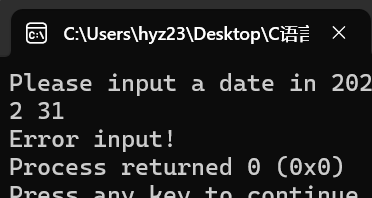 C:\Users\hyz23\Desktop\C语言
Please input a date in 202
2 31
Error input!
Process returned 0 (0x0)
Press any key to continue